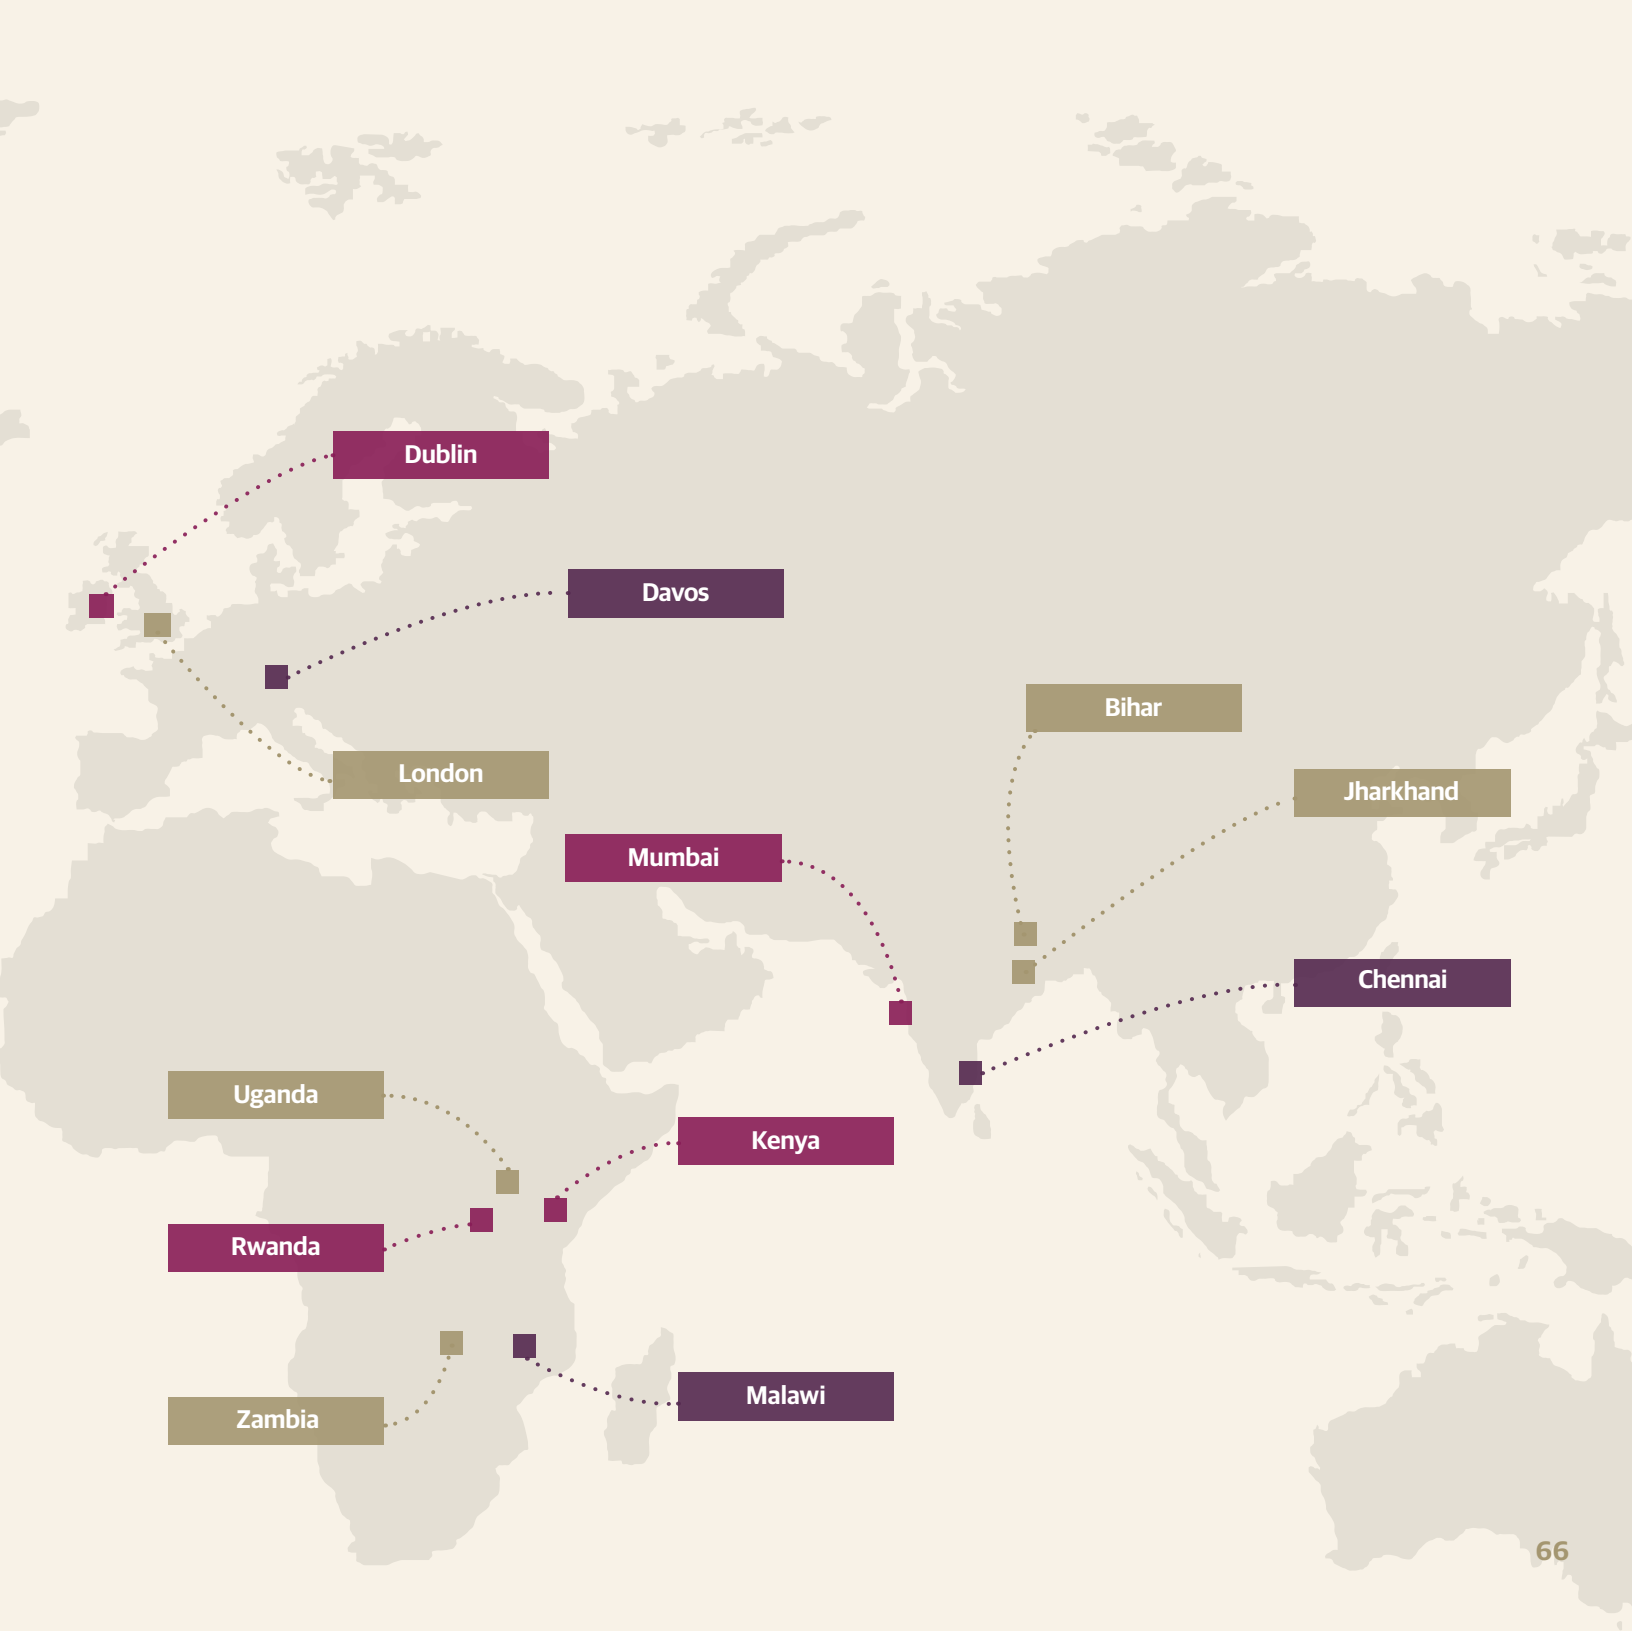 Dublin
Davos
Bihar
London
Jharkhand
Mumbai
Chennai
Uganda
Kenya
Rwanda
Malawi
Zambia
66